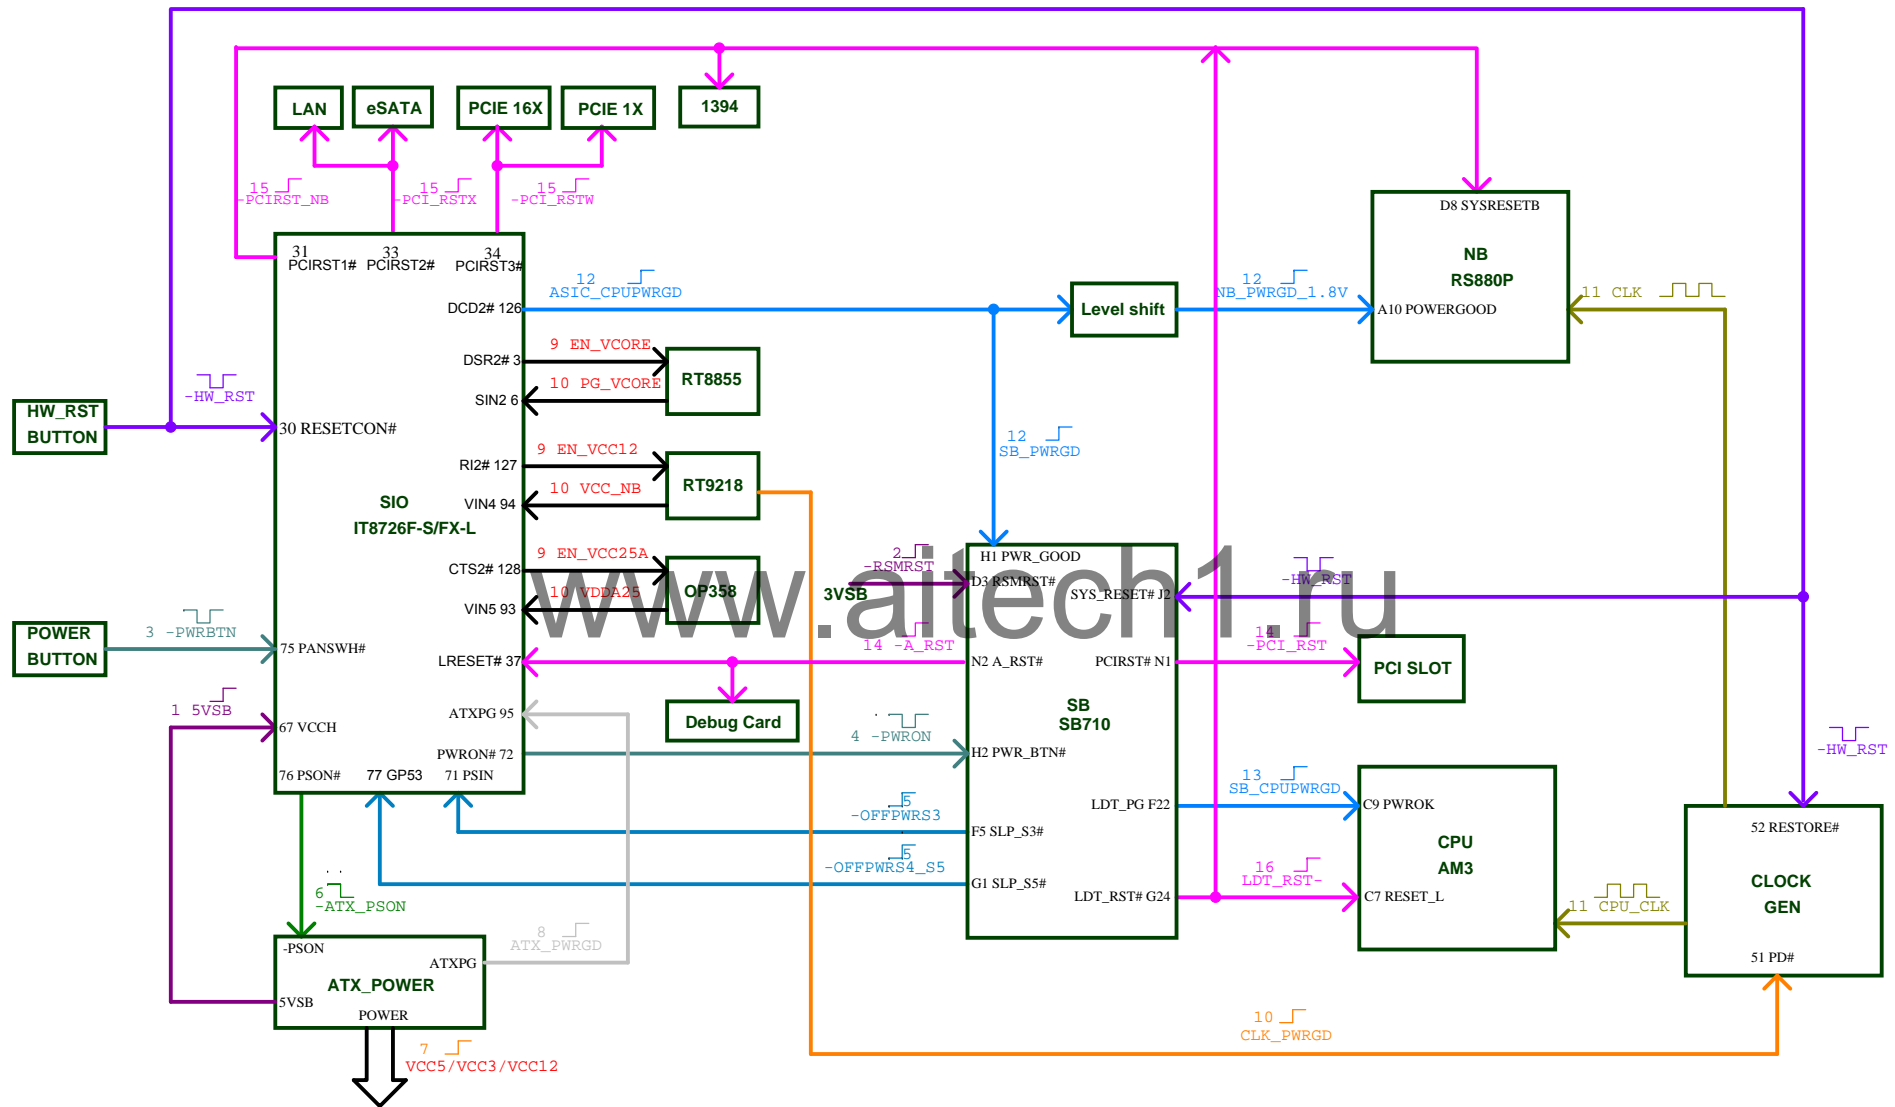 LAN
eSATA
PCIE 16X
PCIE 1X
1394
15
-PCIRST_NB
15
-PCI_RSTX
15
-PCI_RSTW
31
PCIRST1#
33
PCIRST2#
34
PCIRST3#
D8 SYSRESETB
NB
RS880P
A10 POWERGOOD
11 CLK
DCD2# 126
12
ASIC_CPUPWRGD
Level shift
12
NB_PWRGD_1.8V
DSR2# 3
9 EN_VCORE
10 PG_VCORE
SIN2 6
RT8855
-HW_RST
HW_RST
BUTTON
30 RESETCON#
12
SB_PWRGD
RI2# 127
9 EN_VCC12
10 VCC_NB
VIN4 94
RT9218
SIO
IT8726F-S/FX-L
CTS2# 128
9 EN_VCC25A
10 VDDA25
VIN5 93
OP358
www.aitech1.ru
2
-RSMRST
3VSB
H1 PWR_GOOD
D3 RSMRST#
SYS_RESET# J2
-HW_RST
POWER
BUTTON
3 -PWRBTN
75 PANSWH#
LRESET# 37
14 -A_RST
N2 A_RST#
PCIRST# N1
14
-PCI_RST
PCI SLOT
Debug Card
SB
SB710
1 5VSB
67 VCCH
ATXPG 95
PWRON# 72
4 -PWRON
H2 PWR_BTN#
-HW_RST
76 PSON#
77 GP53
71 PSIN
5
-OFFPWRS3
F5 SLP_S3#
5
-OFFPWRS4_S5
G1 SLP_S5#
LDT_PG F22
13
SB_CPUPWRGD
C9 PWROK
CPU
AM3
LDT_RST# G24
16
LDT_RST-
C7 RESET_L
11 CPU_CLK
52 RESTORE#
CLOCK
GEN
51 PD#
6
-ATX_PSON
-PSON
ATXPG
8
ATX_PWRGD
ATX_POWER
5VSB
POWER
7
VCC5/VCC3/VCC12
10
CLK_PWRGD